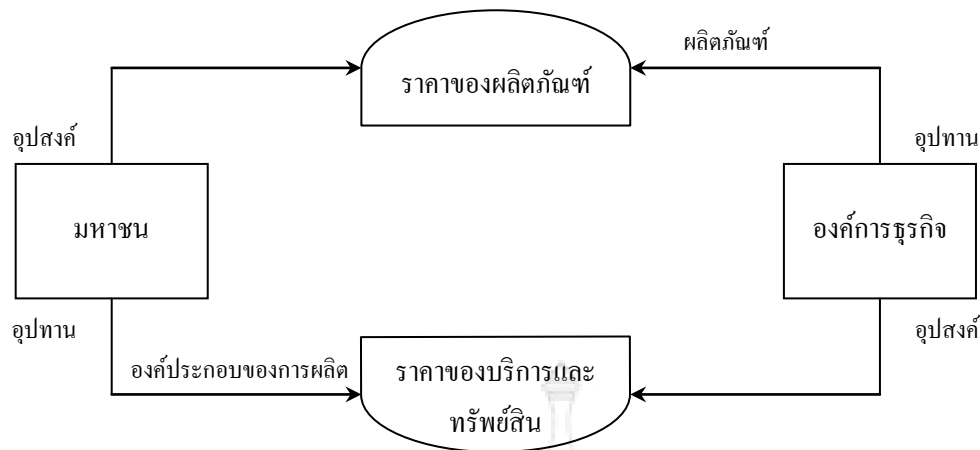 ผลิตภัณฑ์
ราคาของผลิตภัณฑ์
อุปสงค์
อุปทาน
มหาชน
องค์การธุรกิจ
อุปทาน
อุปสงค์
องค์ประกอบของการผลิต
ราคาของบริการและ
ทรัพย์สิน